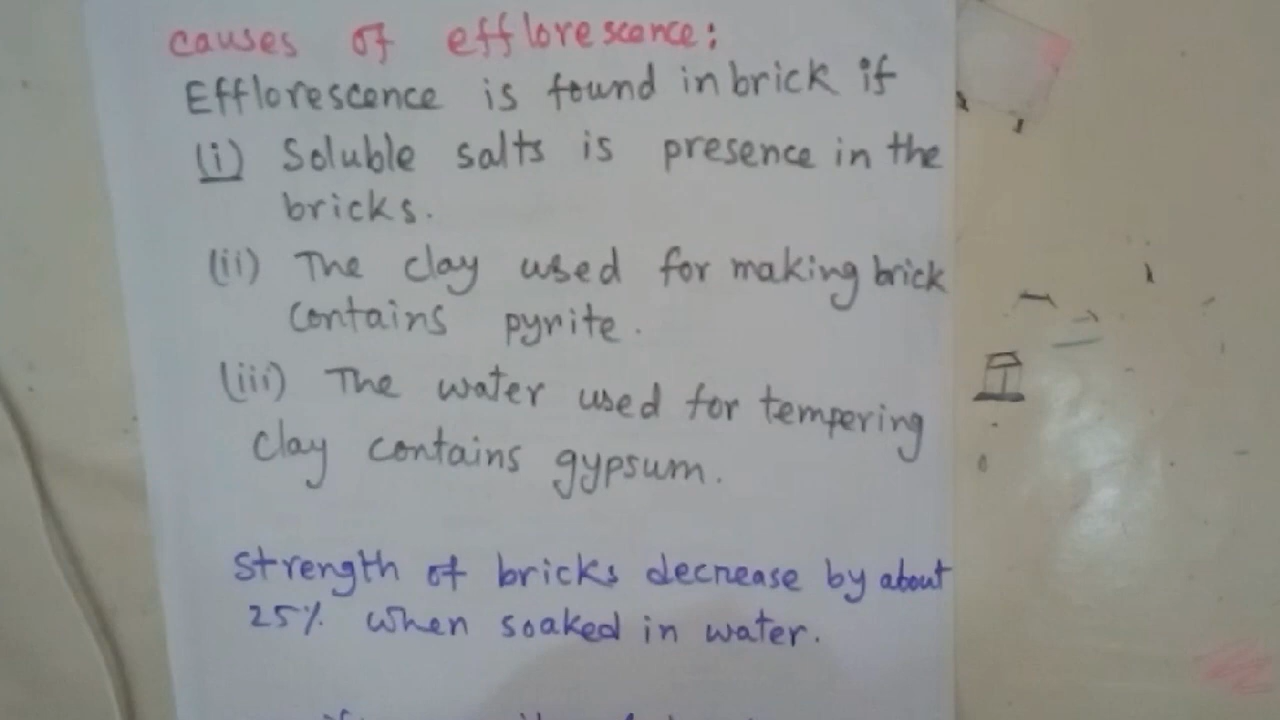 causes of efflorescence:
Efflorescence is found in brick if
(i) Soluble salts is presence in the
bricks.
(ii) The clay used for making brick
contains pyrite.
(iii) The water used for tempering
clay contains gypsum.
strength of bricks decrease by about
25% when soaked in water.